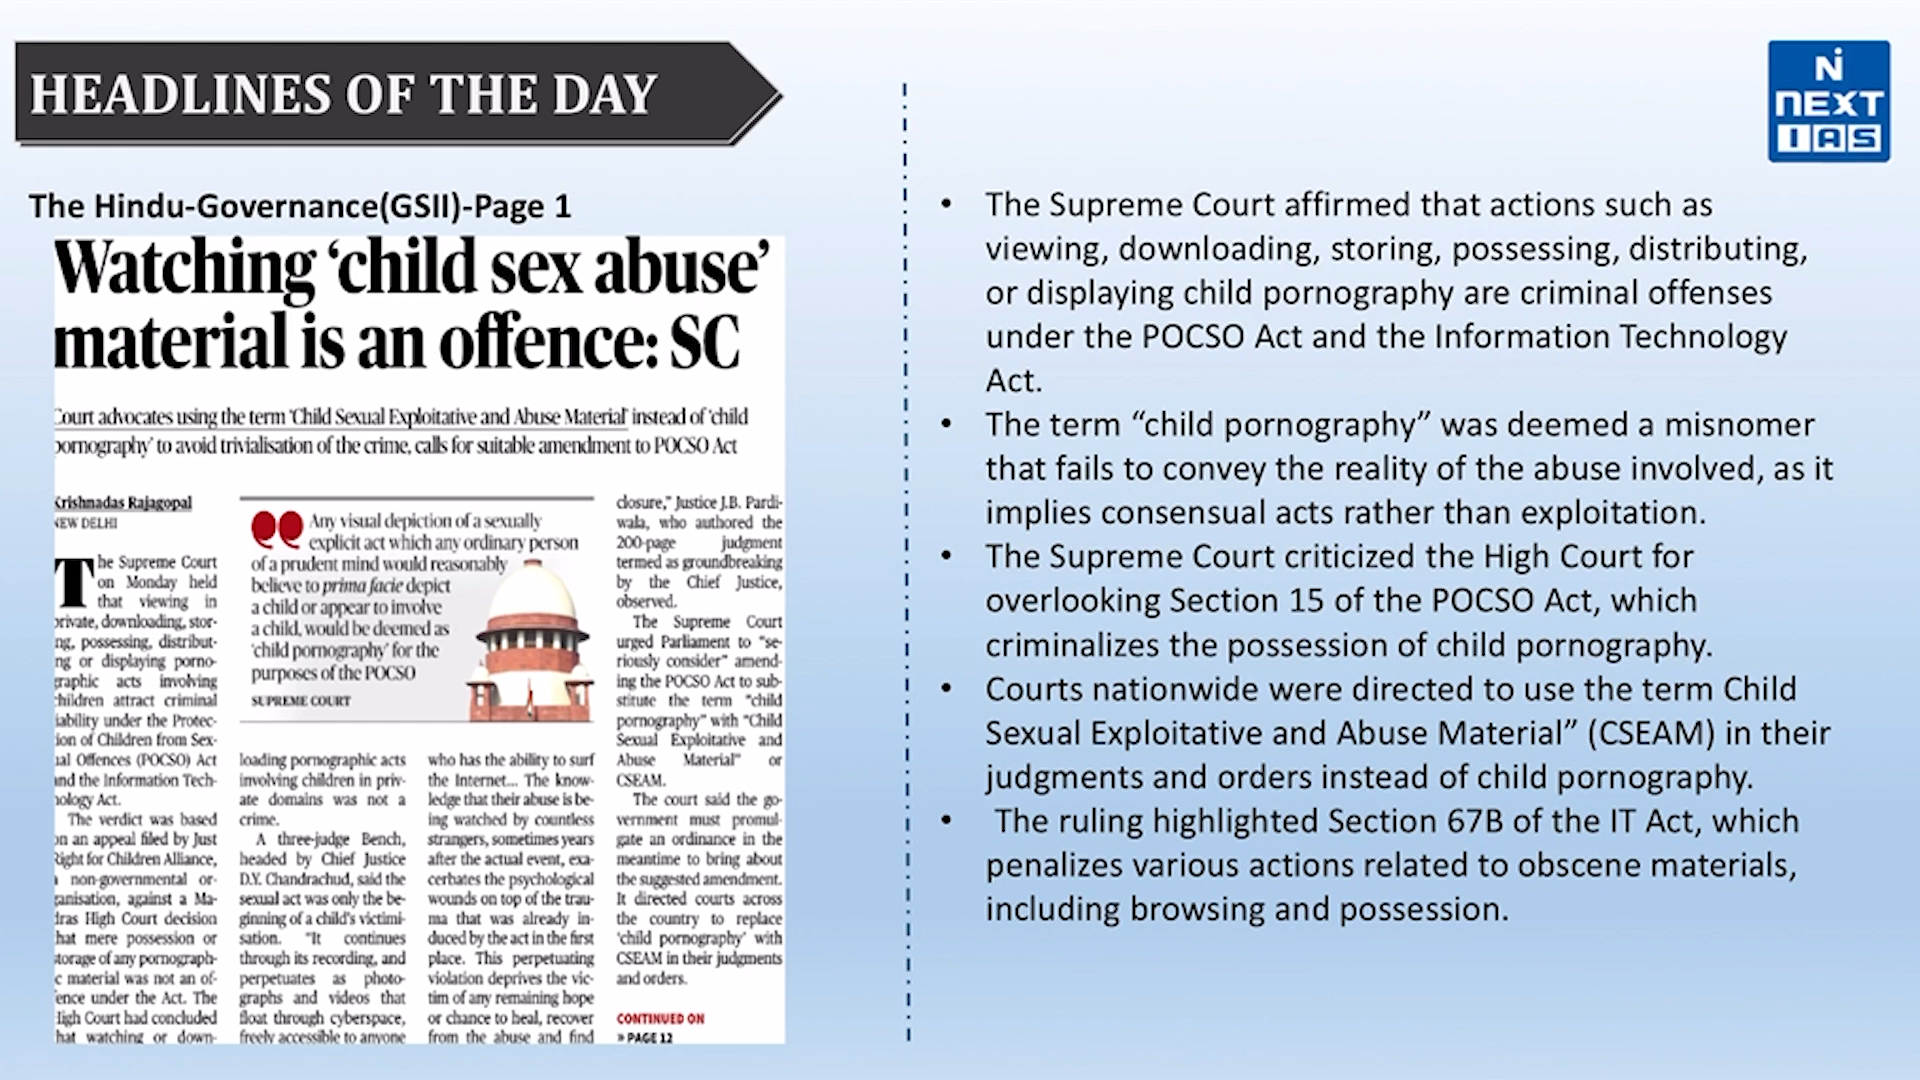 HEADLINES OF THE DAY
N
NEXT
IAS
The Hindu-Governance(GSII)-Page 1
Watching ‘child sex abuse’
material is an offence: SC
Court advocates using the term ‘Child Sexual Exploitative and Abuse Material’ instead of ‘child
pornography’ to avoid trivialisation of the crime, calls for suitable amendment to POCSO Act
Krishnadas Rajagopal
NEW DELHI
The Supreme Court
on Monday held
that viewing in
private, downloading, stor-
ing, possessing, distribut-
ing or displaying porno-
graphic acts involving
children attract criminal
liability under the Protec-
tion of Children from Sex-
ual Offences (POCSO) Act
and the Information Tech-
nology Act.
The verdict was based
on an appeal filed by Just
Right for Children Alliance,
a non-governmental or-
ganisation, against a Ma-
dras High Court decision
that mere possession or
storage of any pornograph-
ic material was not an of-
fence under the Act. The
High Court had concluded
that watching or down-
Any visual depiction of a sexually
explicit act which any ordinary person
of a prudent mind would reasonably
believe to prima facie depict
a child or appear to involve
a child, would be deemed as
‘child pornography’ for the
purposes of the POCSO
SUPREME COURT
loading pornographic acts
involving children in priv-
ate domains was not a
crime.
A three-judge Bench,
headed by Chief Justice
D.Y. Chandrachud, said the
sexual act was only the be-
ginning of a child’s victimi-
sation. “It continues
through its recording, and
perpetuates as photo-
graphs and videos that
float through cyberspace,
freely accessible to anyone
who has the ability to surf
the Internet... The know-
ledge that their abuse is be-
ing watched by countless
strangers, sometimes years
after the actual event, exa-
cerbates the psychological
wounds on top of the trau-
ma that was already in-
duced by the act in the first
place. This perpetuating
violation deprives the vic-
tim of any remaining hope
or chance to heal, recover
from the abuse and find
closure,” Justice J.B. Pardi-
wala, who authored the
200-page judgment
termed as groundbreaking
by the Chief Justice,
observed.
The Supreme Court
urged Parliament to “se-
riously consider” amend-
ing the POCSO Act to sub-
stitute the term “child
pornography” with “Child
Sexual Exploitative and
Abuse Material” or
CSEAM.
The court said the go-
vernment must promul-
gate an ordinance in the
meantime to bring about
the suggested amendment.
It directed courts across
the country to replace
‘child pornography’ with
CSEAM in their judgments
and orders.
CONTINUED ON
» PAGE 12
• The Supreme Court affirmed that actions such as
viewing, downloading, storing, possessing, distributing,
or displaying child pornography are criminal offenses
under the POCSO Act and the Information Technology
Act.
• The term “child pornography” was deemed a misnomer
that fails to convey the reality of the abuse involved, as it
implies consensual acts rather than exploitation.
• The Supreme Court criticized the High Court for
overlooking Section 15 of the POCSO Act, which
criminalizes the possession of child pornography.
• Courts nationwide were directed to use the term Child
Sexual Exploitative and Abuse Material” (CSEAM) in their
judgments and orders instead of child pornography.
• The ruling highlighted Section 67B of the IT Act, which
penalizes various actions related to obscene materials,
including browsing and possession.